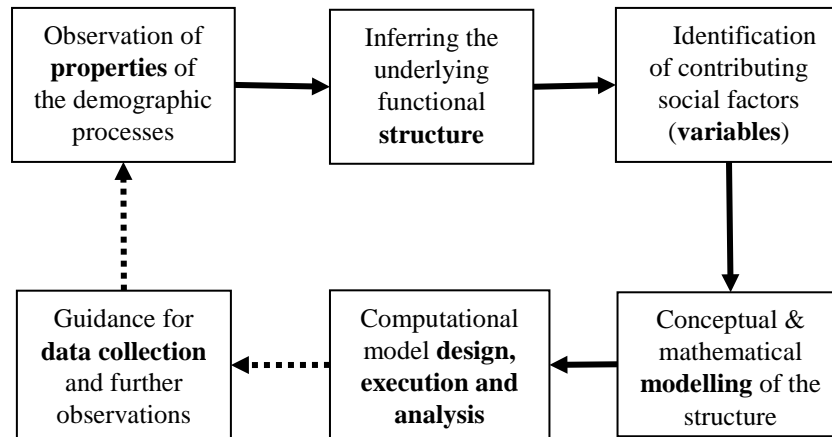 Observation of
properties of
the demographic
processes
Inferring the
underlying
functional
structure
Identification
of contributing
social factors
(variables)
Guidance for
data collection
and further
observations
Computational
model design,
execution and
analysis
Conceptual &
mathematical
modelling of the
structure